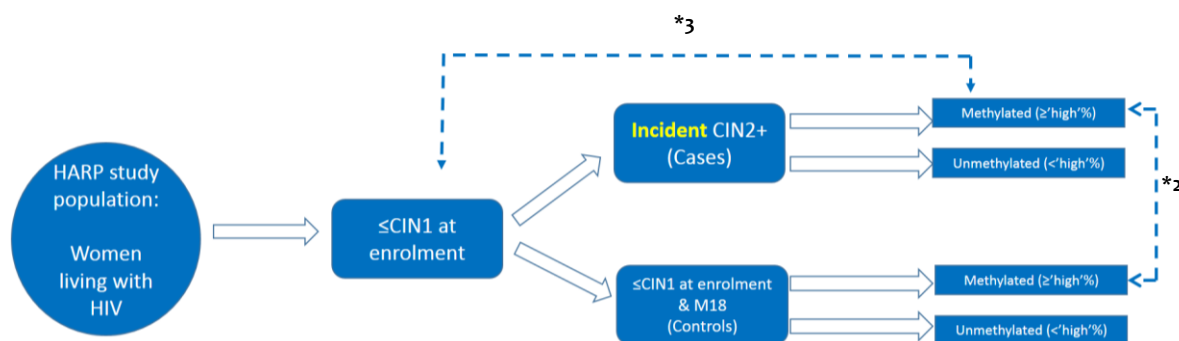 *3
HARP study
population:
Women
living with
HIV
≤CIN1 at
enrolment
Incident CIN2+
(Cases)
Methylated (≥'high'%)
Unmethylated (<'high'%)
*2
≤CIN1 at enrolment
& M18
(Controls)
Methylated (≥'high'%)
Unmethylated (<'high'%)